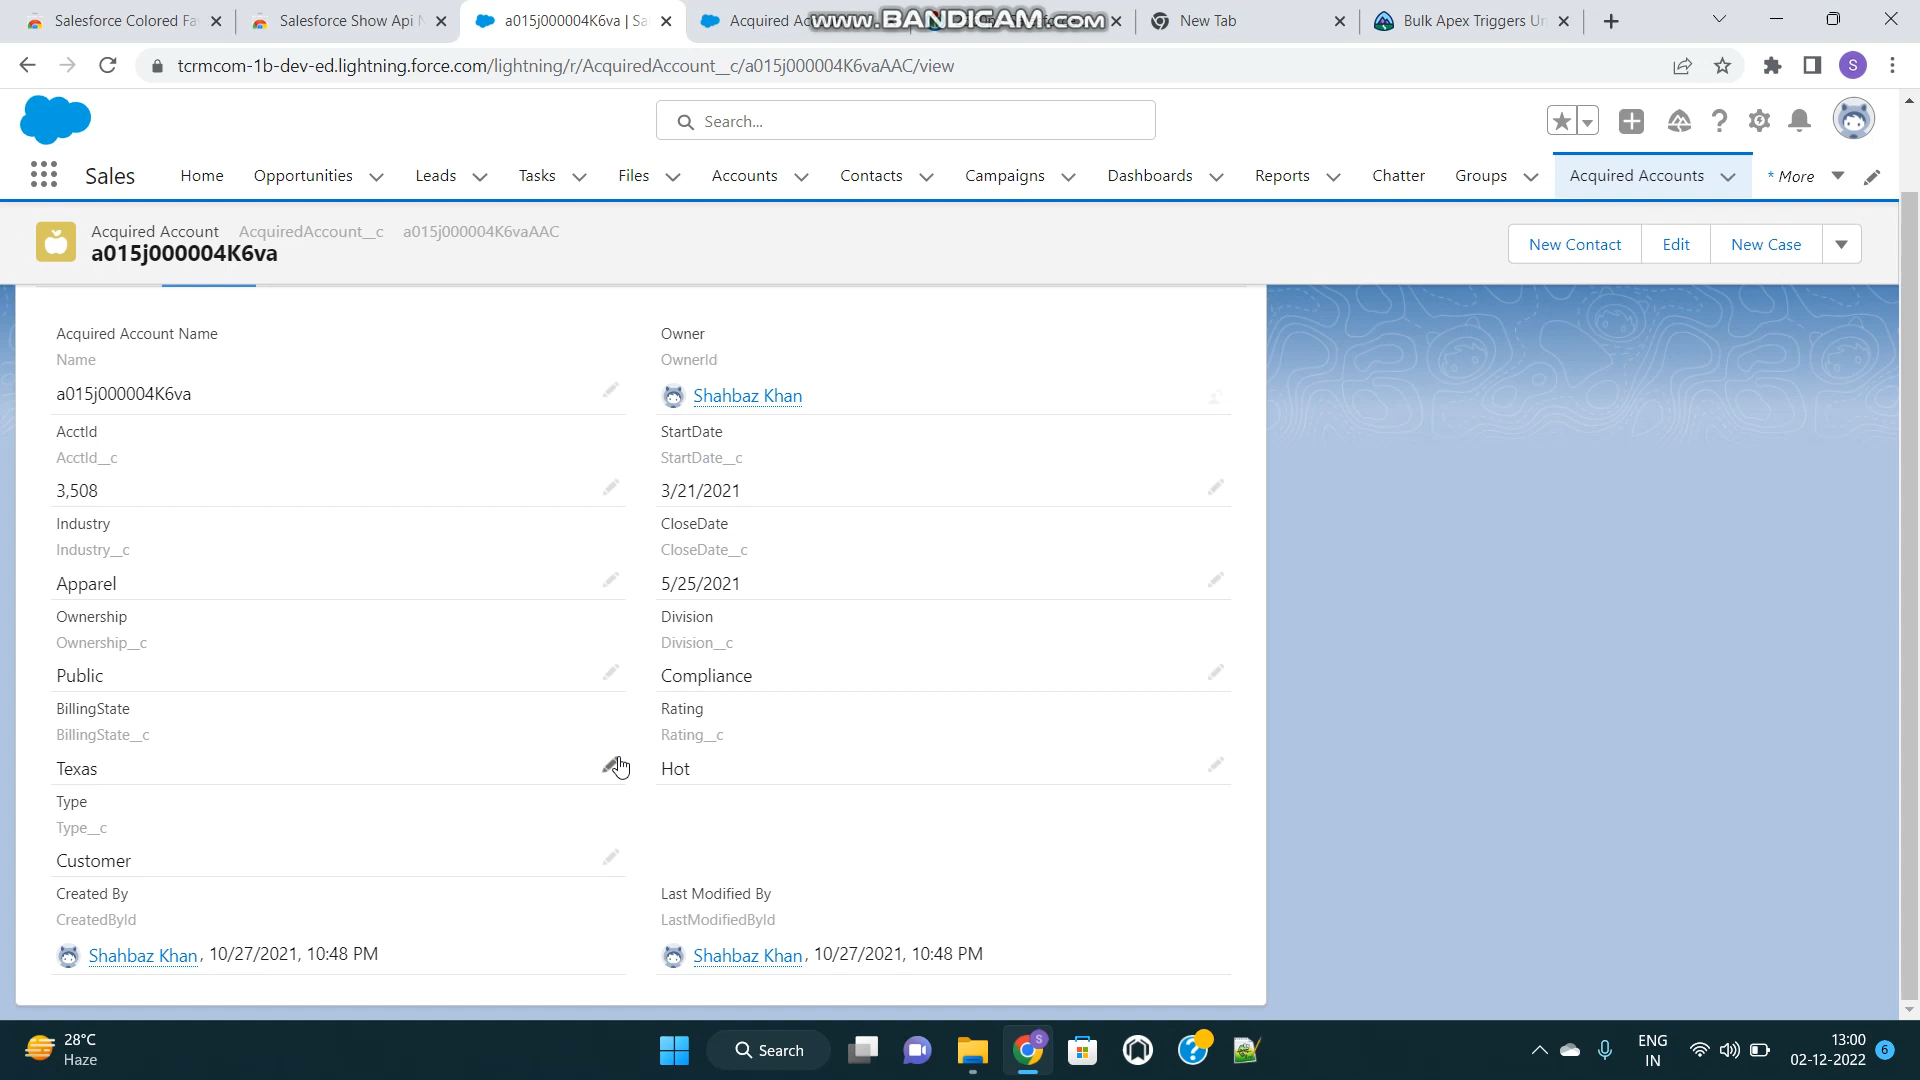 Salesforce Colored Fa
Salesforce Show Api N
a015j000004K6va | Sa
Acquired Ac
www.BANDICAM.com
New Tab
Bulk Apex Triggers Un
tcrmcom-1b-dev-ed.lightning.force.com/lightning/r/AcquiredAccount__c/a015j000004K6vaAAC/view
S
Search...
Sales
Home
Opportunities
Leads
Tasks
Files
Accounts
Contacts
Campaigns
Dashboards
Reports
Chatter
Groups
Acquired Accounts
* More
Acquired Account AcquiredAccount__c a015j000004K6vaAAC
a015j000004K6va
New Contact
Edit
New Case
Acquired Account Name
Name
a015j000004K6va
Owner
OwnerId
Shahbaz Khan
AcctId
AcctId__c
3,508
StartDate
StartDate__c
3/21/2021
Industry
Industry__c
Apparel
CloseDate
CloseDate__c
5/25/2021
Ownership
Ownership__c
Public
Division
Division__c
Compliance
BillingState
BillingState__c
Texas
Rating
Rating__c
Hot
Type
Type__c
Customer
Created By
CreatedById
Shahbaz Khan, 10/27/2021, 10:48 PM
Last Modified By
LastModifiedById
Shahbaz Khan, 10/27/2021, 10:48 PM
28°C
Haze
Search
S
ENG
IN
13:00
02-12-2022
6